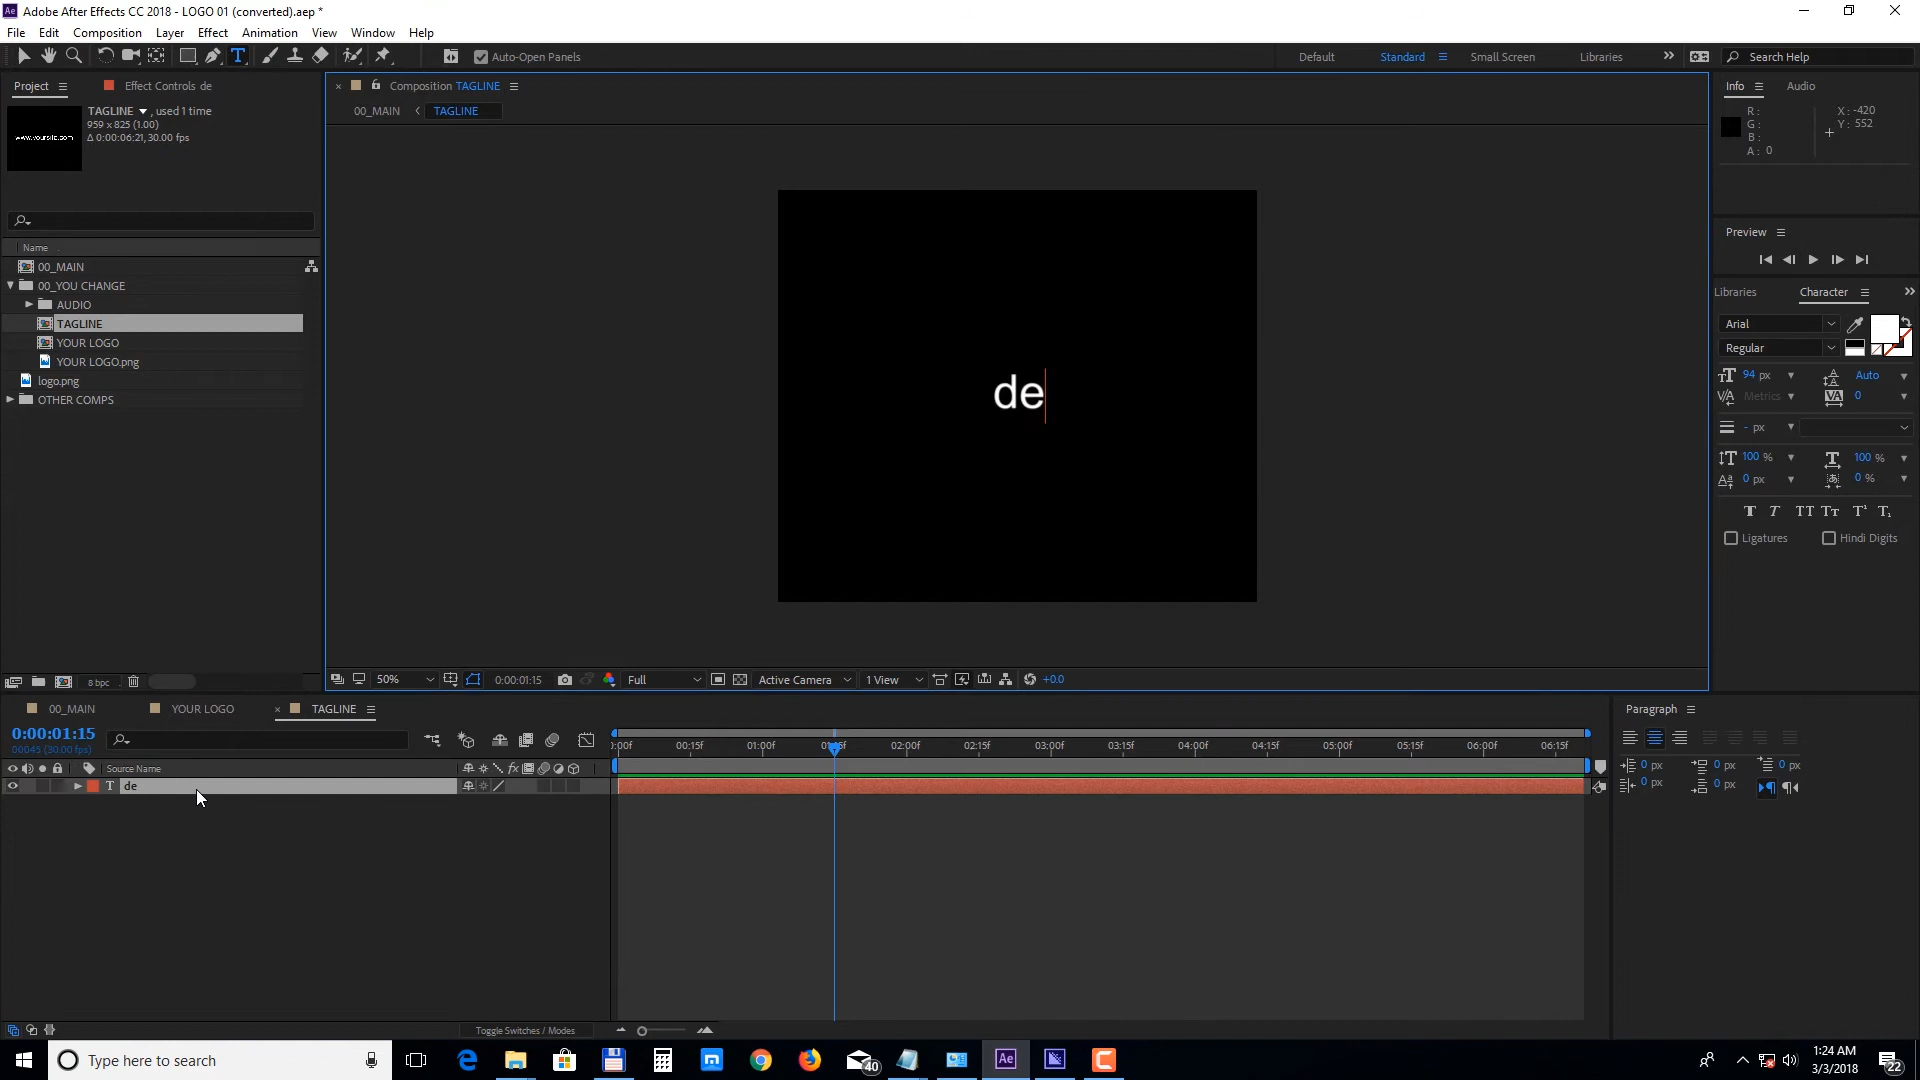 Adobe After Effects CC 2018 - LOGO 01 (converted).aep *
File Edit Composition Layer Effect Animation View Window Help
Auto-Open Panels
Default Standard Small Screen Libraries Search Help
Project Effect Controls de
TAGLINE , used 1 time
959 x 825 (1.00)
Δ 0:00:06:21, 30.00 fps
www.yoursite.com
Name
00_MAIN
00_YOU CHANGE
AUDIO
TAGLINE
YOUR LOGO
YOUR LOGO.png
logo.png
OTHER COMPS
8 bpc
Composition TAGLINE
00_MAIN TAGLINE
de
50% 0:00:01:15 Full Active Camera 1 View +0.0
Info Audio
R:
G:
B:
A: 0
X: -420
Y: 552
Preview
Libraries Character
Arial
Regular
94 px Auto
Metrics 0
- px
100 % 100 %
0 px 0 %
Ligatures Hindi Digits
00_MAIN YOUR LOGO TAGLINE
0:00:01:15
00045 (30.00 fps)
Source Name
de
:00f 00:15f 01:00f 01:15f 02:00f 02:15f 03:00f 03:15f 04:00f 04:15f 05:00f 05:15f 06:00f 06:15f
Toggle Switches / Modes
Paragraph
0 px 0 px 0 px
0 px 0 px
Type here to search
40
Ae
1:24 AM
3/3/2018
22